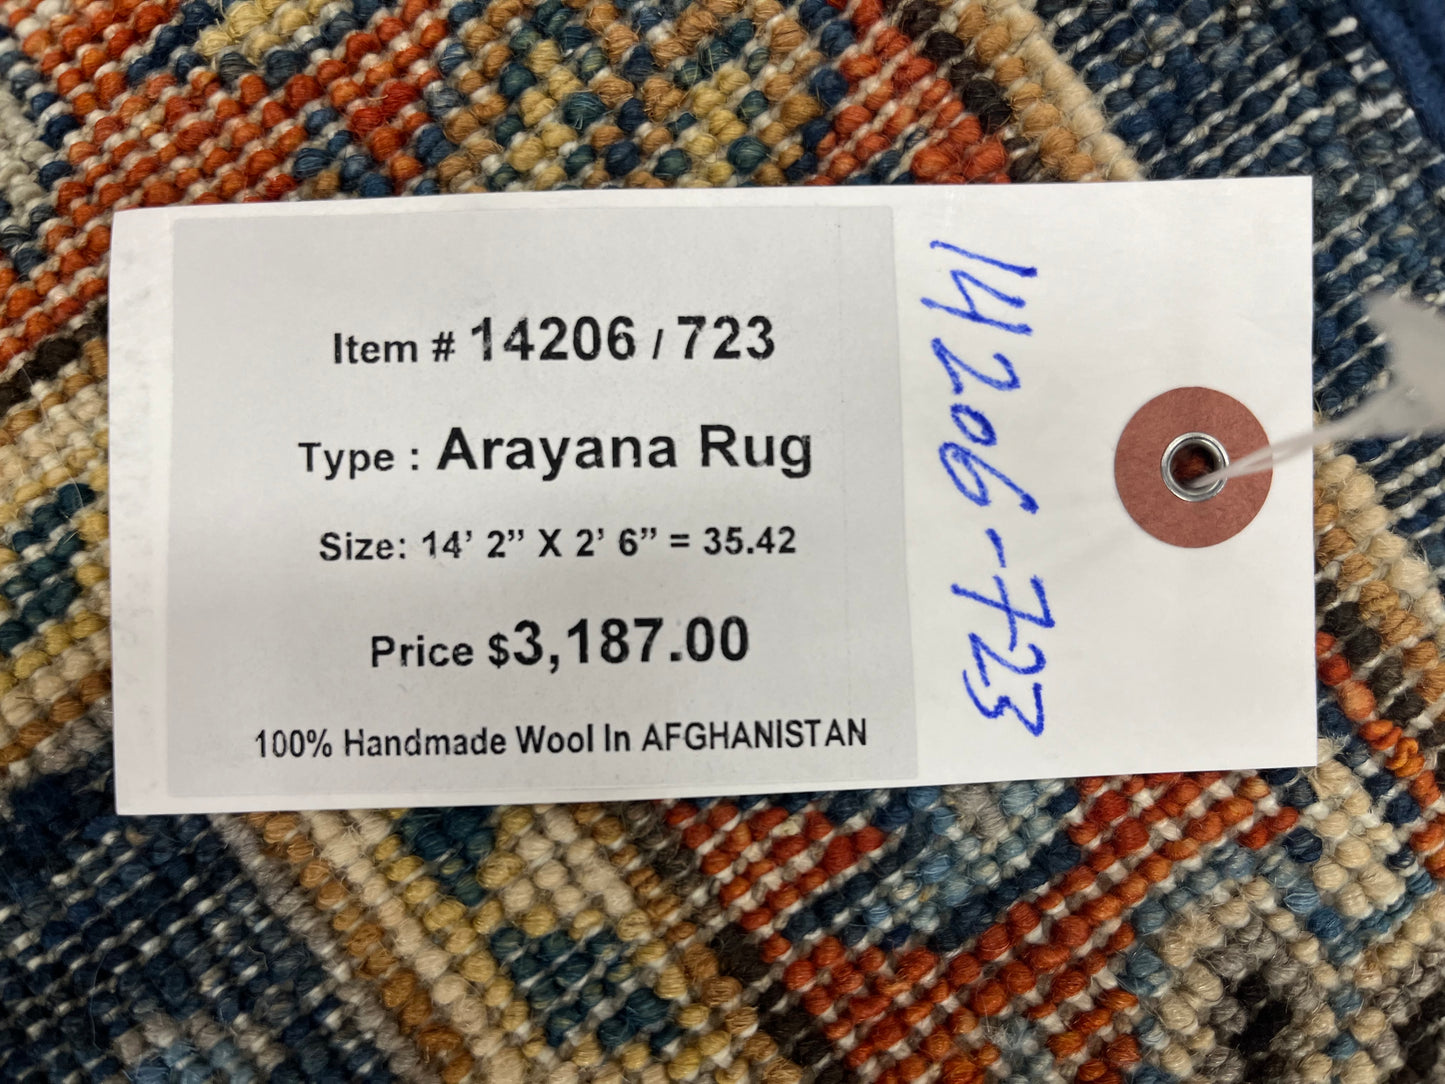 Item # 14206 / 723
Type : Arayana Rug
Size: 14’ 2” X 2’ 6” = 35.42
Price $3,187.00
100% Handmade Wool In AFGHANISTAN
14206-723